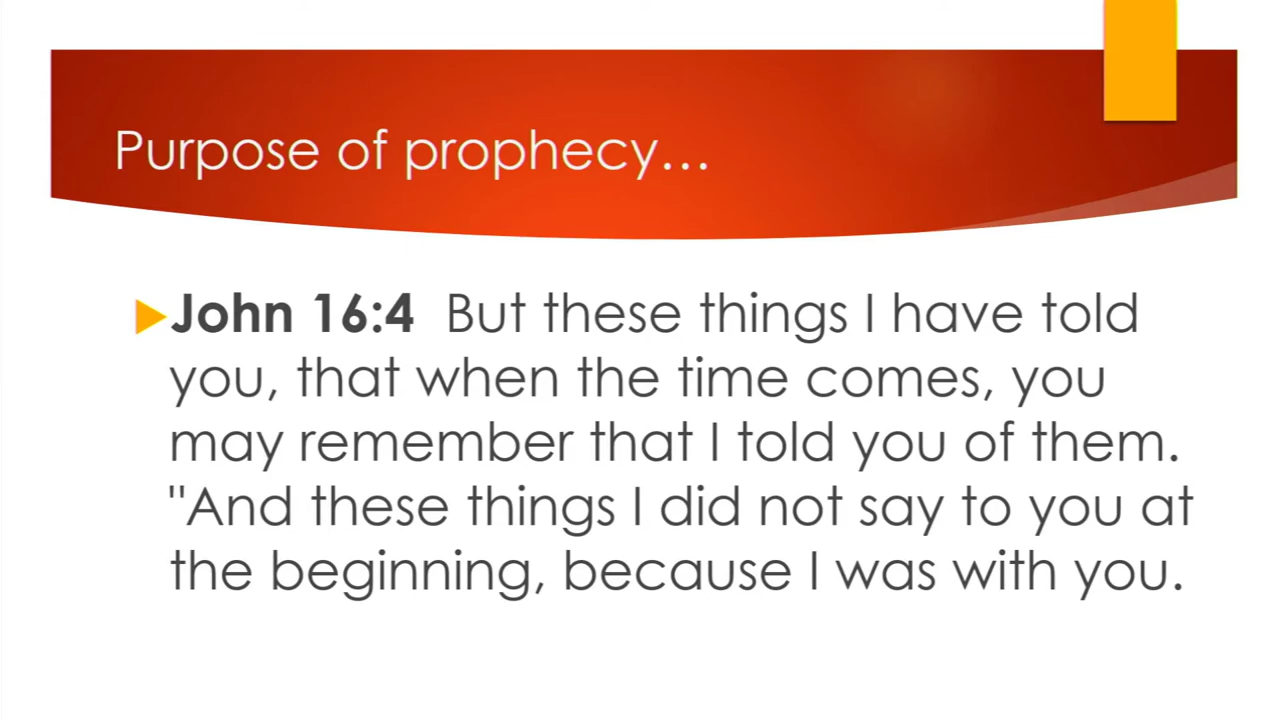 Purpose of prophecy…
John 16:4 But these things I have told
you, that when the time comes, you
may remember that I told you of them.
"And these things I did not say to you at
the beginning, because I was with you.